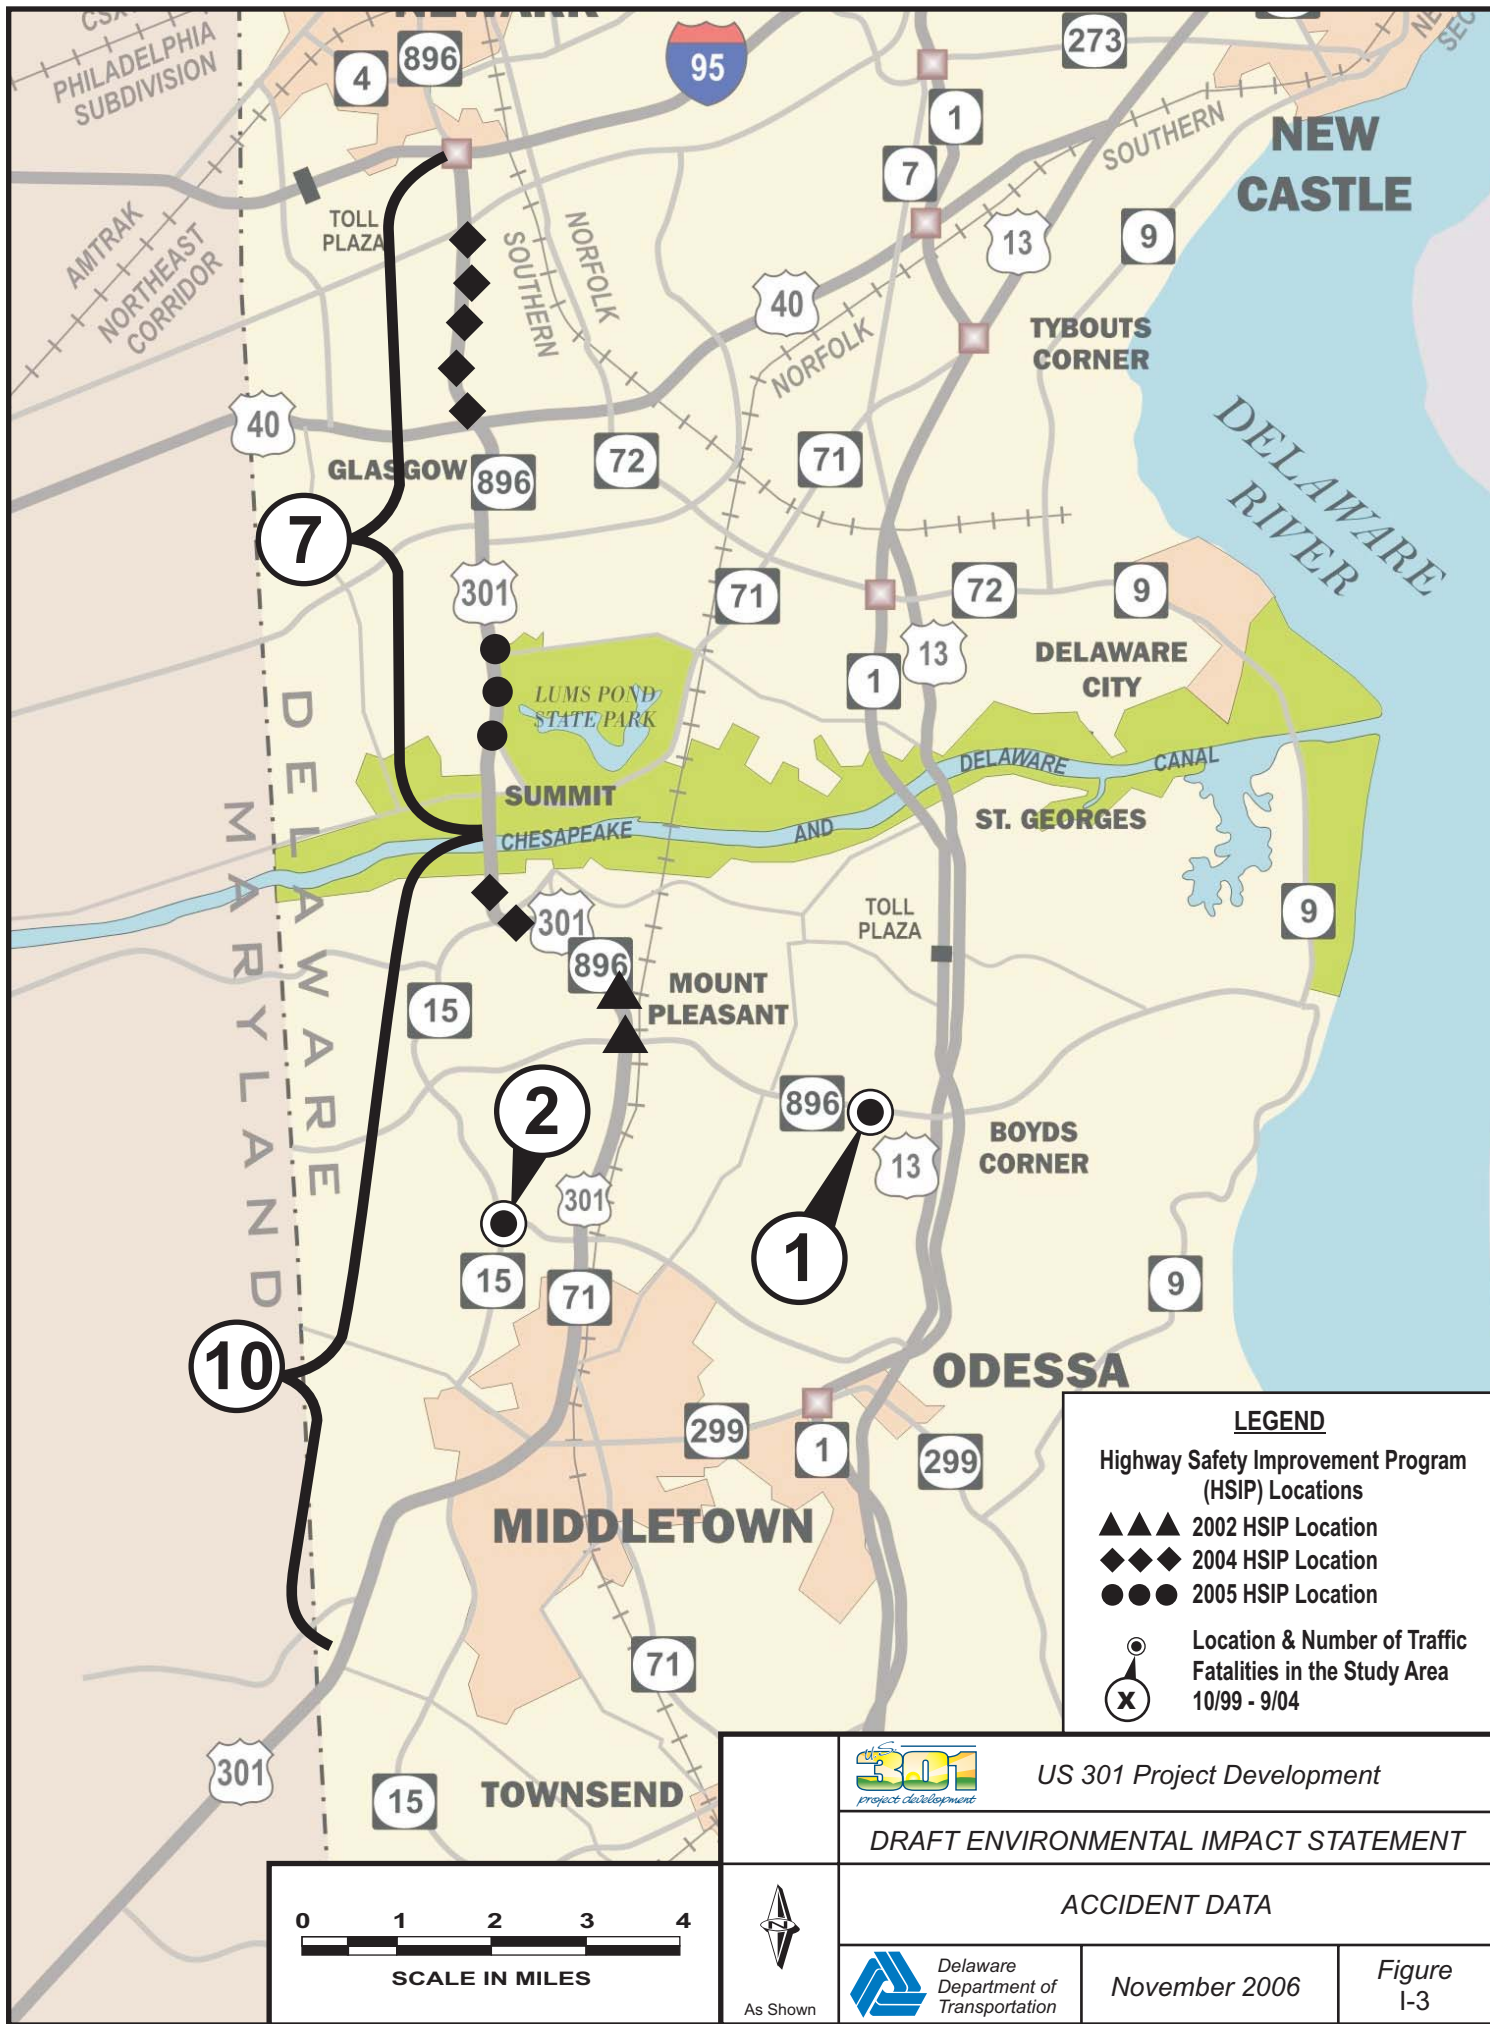 NEWARK
CSX
PHILADELPHIA
SUBDIVISION
4
896
95
273
1
7
SOUTHERN
NEW
CASTLE
13
9
TOLL
PLAZA
AMTRAK
NORTHEAST
CORRIDOR
NORFOLK
SOUTHERN
40
NORFOLK
TYBOUTS
CORNER
DELAWARE
RIVER
40
GLASGOW
896
72
71
7
301
71
72
9
13
1
DELAWARE
CITY
LUMS POND
STATE PARK
SUMMIT
CHESAPEAKE
AND
DELAWARE
CANAL
ST. GEORGES
DELAWARE
MARYLAND
301
896
MOUNT
PLEASANT
TOLL
PLAZA
9
15
2
896
13
BOYDS
CORNER
301
1
15
71
9
10
ODESSA
299
1
299
MIDDLETOWN
71
301
15
TOWNSEND
LEGEND
Highway Safety Improvement Program
(HSIP) Locations
2002 HSIP Location
2004 HSIP Location
2005 HSIP Location
Location & Number of Traffic
Fatalities in the Study Area
10/99 - 9/04
X
0 1 2 3 4
SCALE IN MILES
N
As Shown
U.S.
301
project development
US 301 Project Development
DRAFT ENVIRONMENTAL IMPACT STATEMENT
ACCIDENT DATA
Delaware
Department of
Transportation
November 2006
Figure
I-3